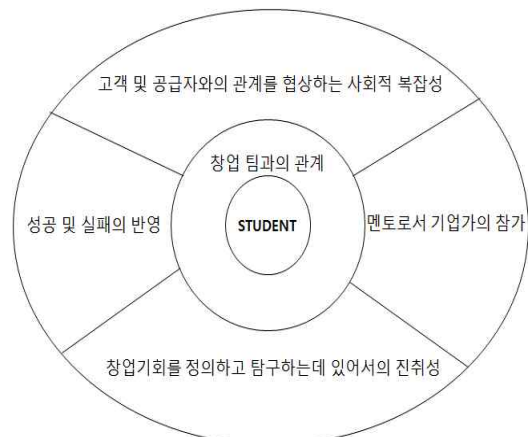 고객 및 공급자와의 관계를 협상하는 사회적 복잡성
창업 팀과의 관계
성공 및 실패의 반영
STUDENT
멘토로서 기업가의 참가
창업기회를 정의하고 탐구하는데 있어서의 진취성